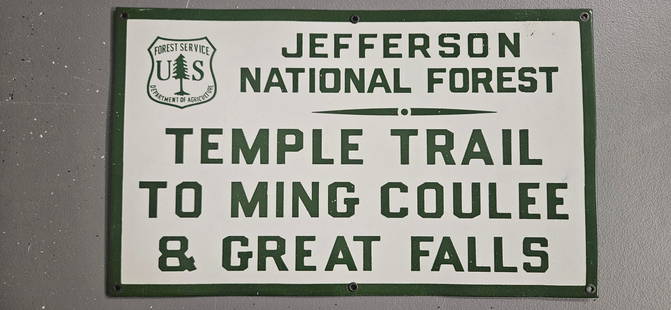 FOREST SERVICE
U S
DEPARTMENT OF AGRICULTURE
JEFFERSON
NATIONAL FOREST
TEMPLE TRAIL
TO MING COULEE
& GREAT FALLS